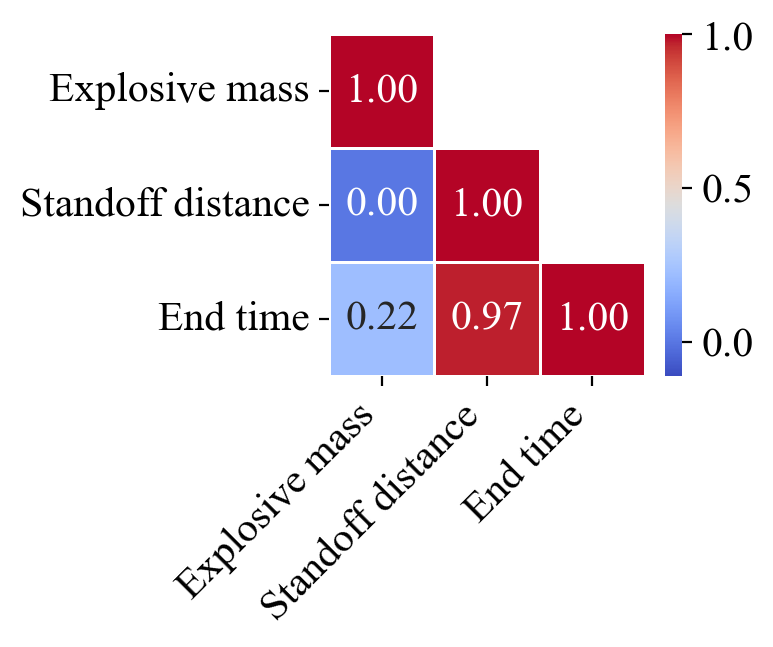 Explosive mass
1.00
Standoff distance
0.00 1.00
End time
0.22 0.97 1.00
Explosive mass
Standoff distance
End time
1.0
0.5
0.0